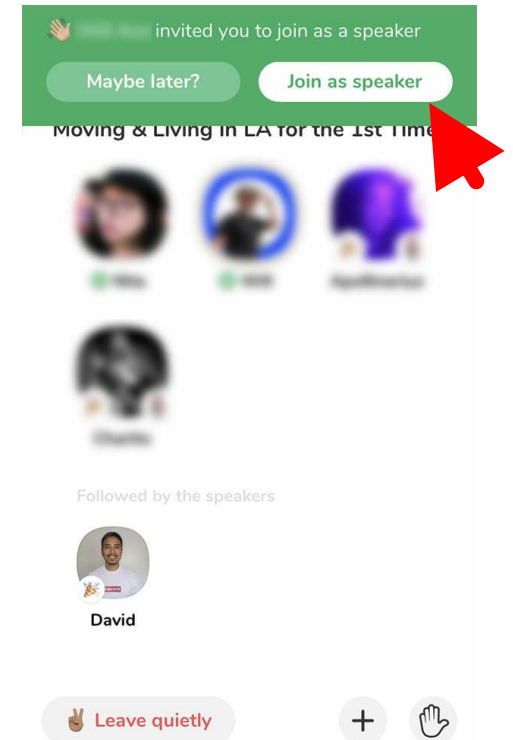 invited you to join as a speaker
Maybe later?
Join as speaker
Moving & Living in LA for the 1st Time
Followed by the speakers
David
Leave quietly